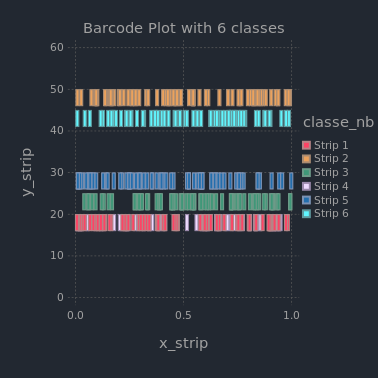 Barcode Plot with 6 classes
60
50
40
30
20
10
0
y_strip
0.0
0.5
1.0
x_strip
classe_nb
Strip 1
Strip 2
Strip 3
Strip 4
Strip 5
Strip 6